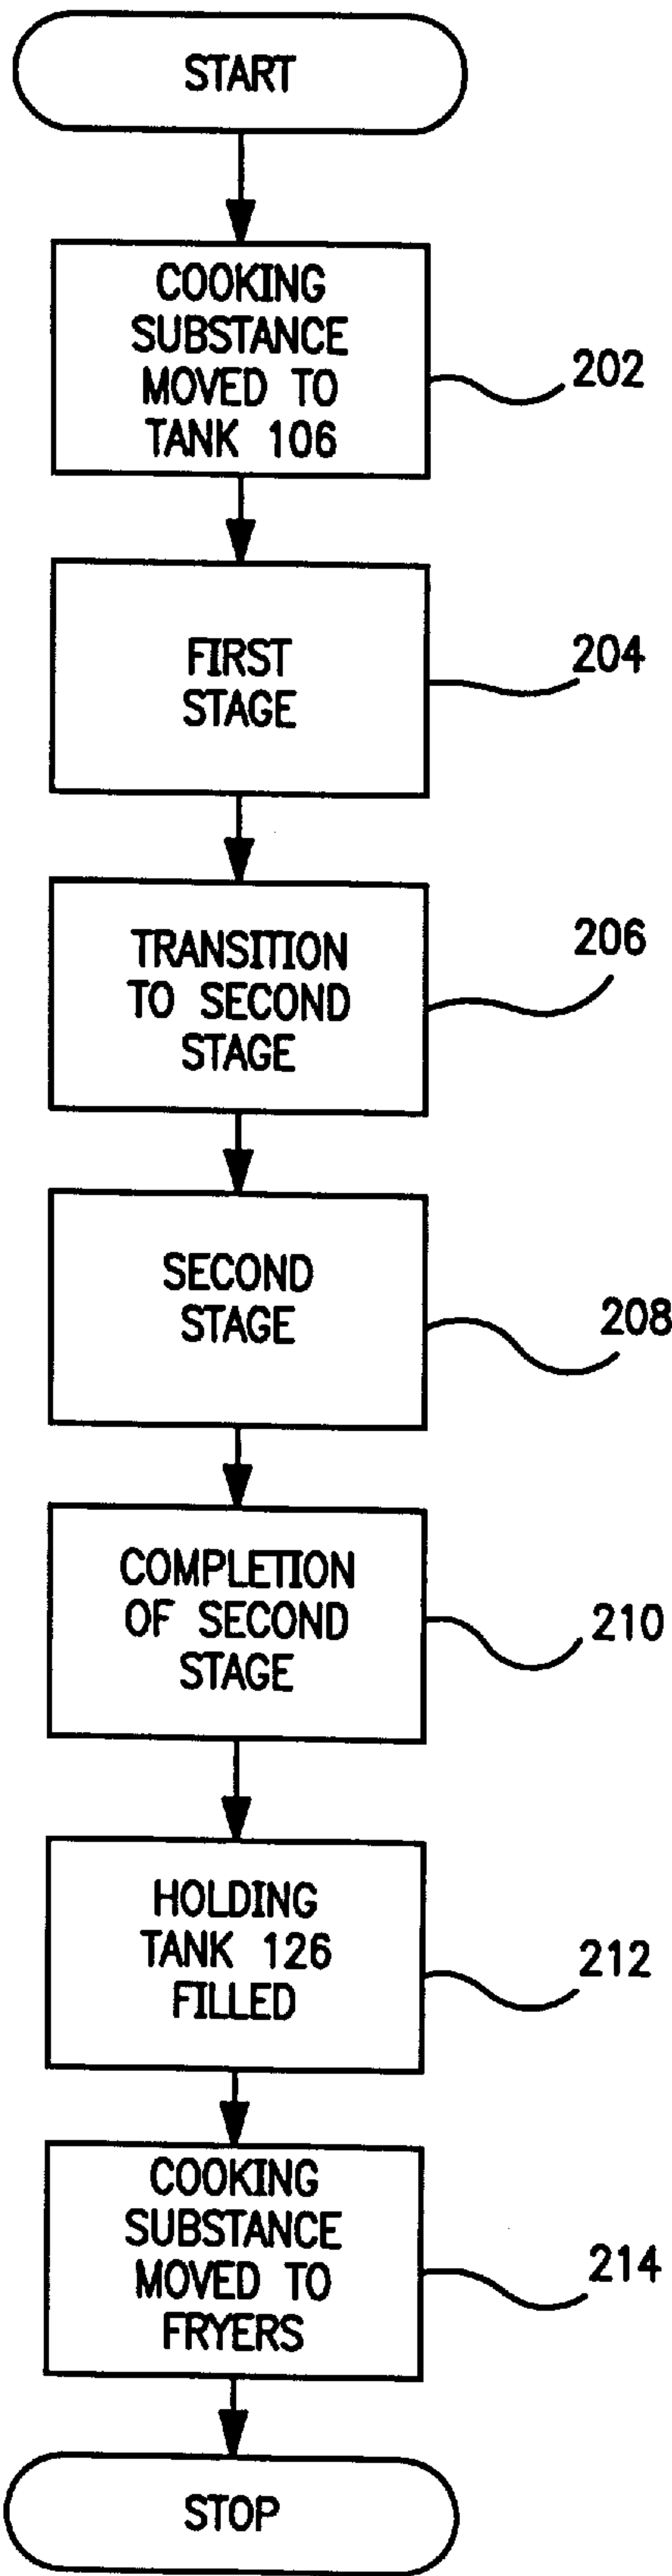 START
COOKING
SUBSTANCE
MOVED TO
TANK 106
202
FIRST
STAGE
204
TRANSITION
TO SECOND
STAGE
206
SECOND
STAGE
208
COMPLETION
OF SECOND
STAGE
210
HOLDING
TANK 126
FILLED
212
COOKING
SUBSTANCE
MOVED TO
FRYERS
214
STOP